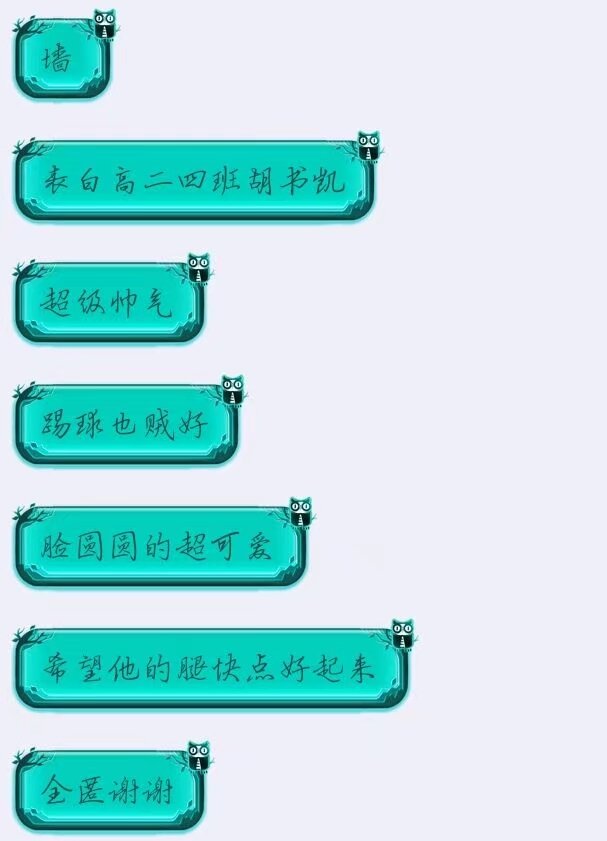 墙
表白高二四班胡书凯
超级帅气
踢球也贼好
脸圆圆的超可爱
希望他的腿快点好起来
全匿谢谢